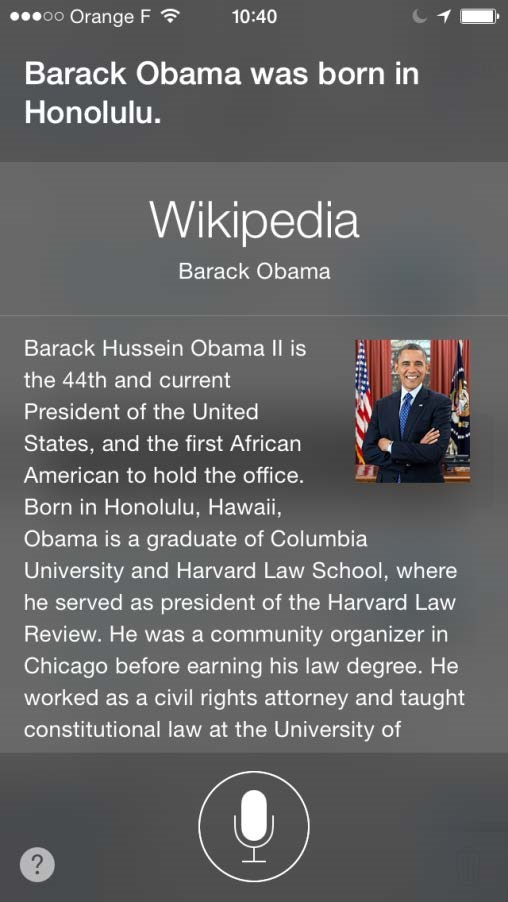 Orange F 10:40
Barack Obama was born in
Honolulu.
Wikipedia
Barack Obama
Barack Hussein Obama II is
the 44th and current
President of the United
States, and the first African
American to hold the office.
Born in Honolulu, Hawaii,
Obama is a graduate of Columbia
University and Harvard Law School, where
he served as president of the Harvard Law
Review. He was a community organizer in
Chicago before earning his law degree. He
worked as a civil rights attorney and taught
constitutional law at the University of
?